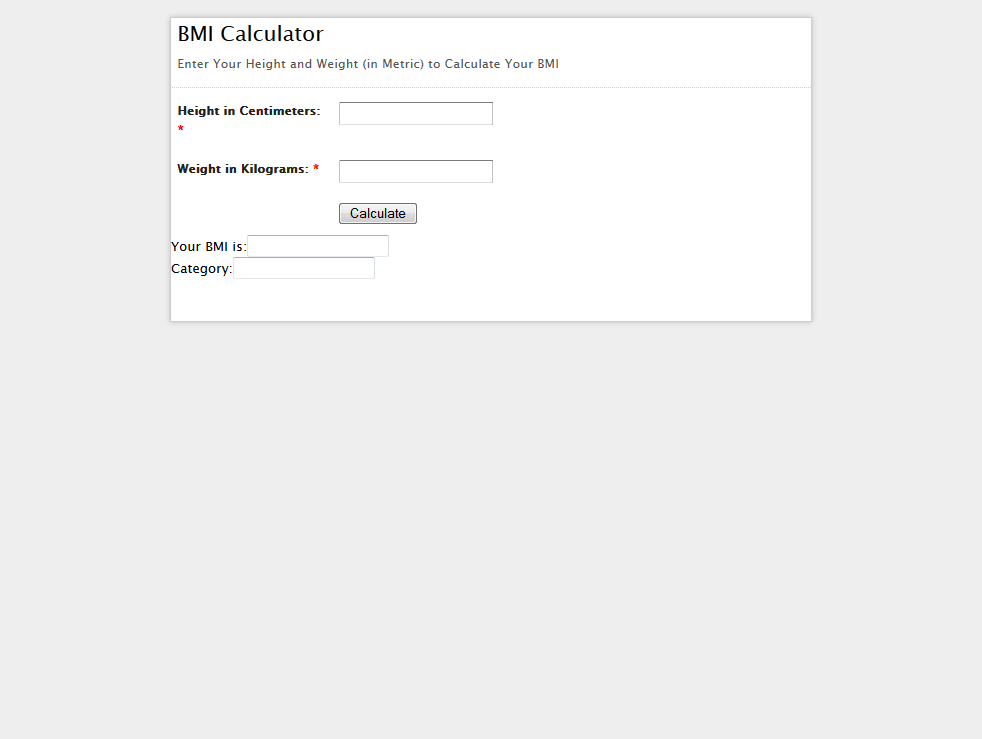 BMI Calculator
Enter Your Height and Weight (in Metric) to Calculate Your BMI
Height in Centimeters:
*
Weight in Kilograms: *
Calculate
Your BMI is:
Category: